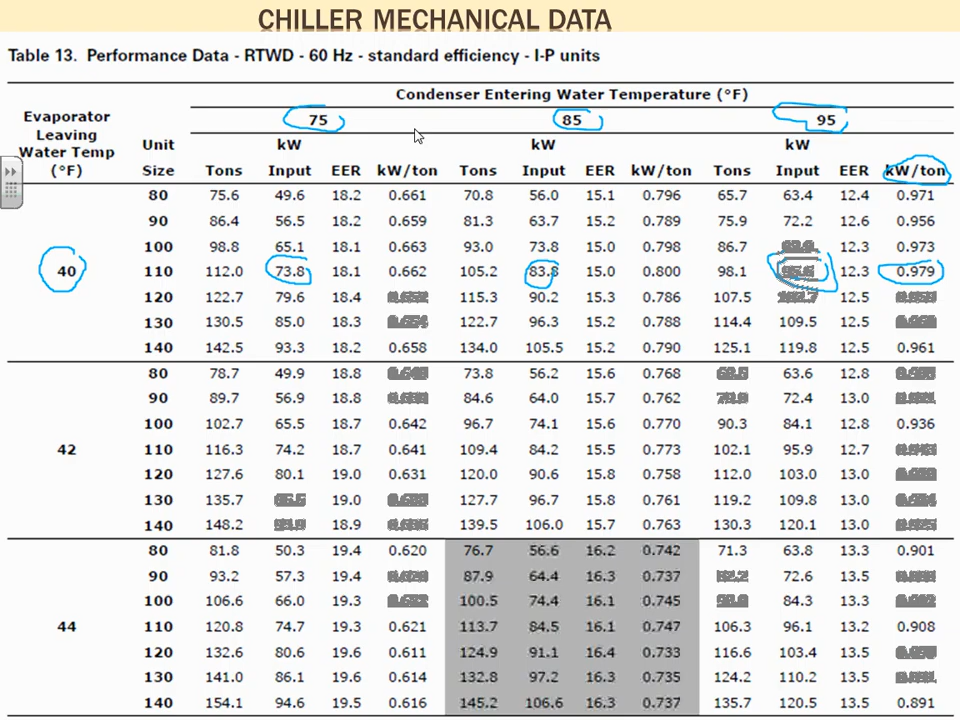 CHILLER MECHANICAL DATA
Table 13. Performance Data - RTWD - 60 Hz - standard efficiency - I-P units
Condenser Entering Water Temperature (°F)
Evaporator Leaving Water Temp (°F) Unit Size 75 85 95
Tons kW Input EER kW/ton Tons kW Input EER kW/ton Tons kW Input EER kW/ton
80 75.6 49.6 18.2 0.661 70.8 56.0 15.1 0.796 65.7 63.4 12.4 0.971
90 86.4 56.5 18.2 0.659 81.3 63.7 15.2 0.789 75.9 72.2 12.6 0.956
100 98.8 65.1 18.1 0.663 93.0 73.8 15.0 0.798 86.7 12.3 0.973
40 110 112.0 73.8 18.1 0.662 105.2 83.8 15.0 0.800 98.1 12.3 0.979
120 122.7 79.6 18.4 115.3 90.2 15.3 0.786 107.5 12.5
130 130.5 85.0 18.3 122.7 96.3 15.2 0.788 114.4 109.5 12.5
140 142.5 93.3 18.2 0.658 134.0 105.5 15.2 0.790 125.1 119.8 12.5 0.961
80 78.7 49.9 18.8 73.8 56.2 15.6 0.768 63.6 12.8
90 89.7 56.9 18.8 84.6 64.0 15.7 0.762 72.4 13.0
100 102.7 65.5 18.7 0.642 96.7 74.1 15.6 0.770 90.3 84.1 12.8 0.936
42 110 116.3 74.2 18.7 0.641 109.4 84.2 15.5 0.773 102.1 95.9 12.7
120 127.6 80.1 19.0 0.631 120.0 90.6 15.8 0.758 112.0 103.0 13.0
130 135.7 19.0 127.7 96.7 15.8 0.761 119.2 109.8 13.0
140 148.2 18.9 139.5 106.0 15.7 0.763 130.3 120.1 13.0
80 81.8 50.3 19.4 0.620 76.7 56.6 16.2 0.742 71.3 63.8 13.3 0.901
90 93.2 57.3 19.4 87.9 64.4 16.3 0.737 72.6 13.5
100 106.6 66.0 19.3 100.5 74.4 16.1 0.745 84.3 13.3
44 110 120.8 74.7 19.3 0.621 113.7 84.5 16.1 0.747 106.3 96.1 13.2 0.908
120 132.6 80.6 19.6 0.611 124.9 91.1 16.4 0.733 116.6 103.4 13.5
130 141.0 86.1 19.6 0.614 132.8 97.2 16.3 0.735 124.2 110.2 13.5
140 154.1 94.6 19.5 0.616 145.2 106.6 16.3 0.737 135.7 120.5 13.5 0.891